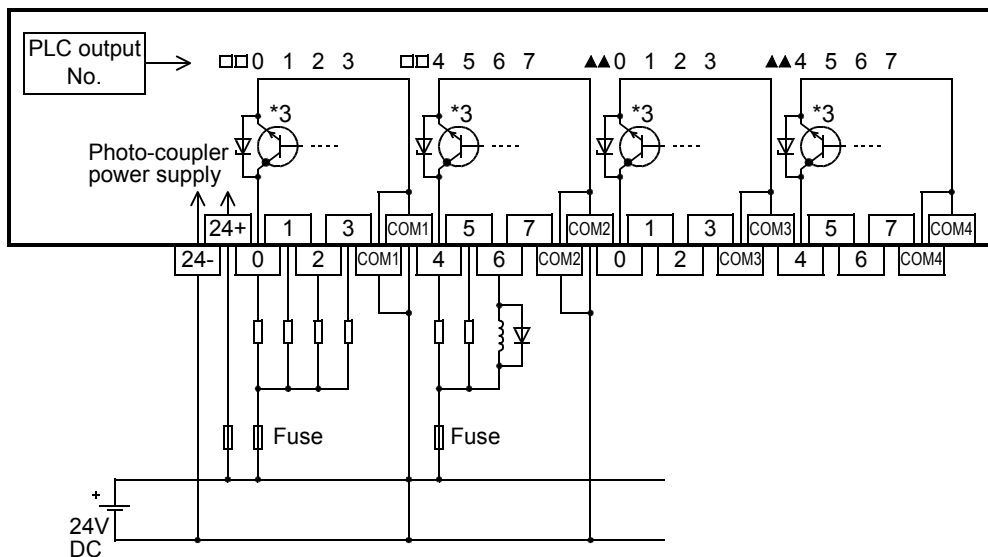 PLC output
No.
□□0 1 2 3 □□4 5 6 7 ▲▲0 1 2 3 ▲▲4 5 6 7
*3 *3 *3 *3
Photo-coupler
power supply
24+ 1 3 COM1 5 7 COM2 1 3 COM3 5 7 COM4
24- 0 2 COM1 4 6 COM2 0 2 COM3 4 6 COM4
Fuse Fuse
+
24V
DC